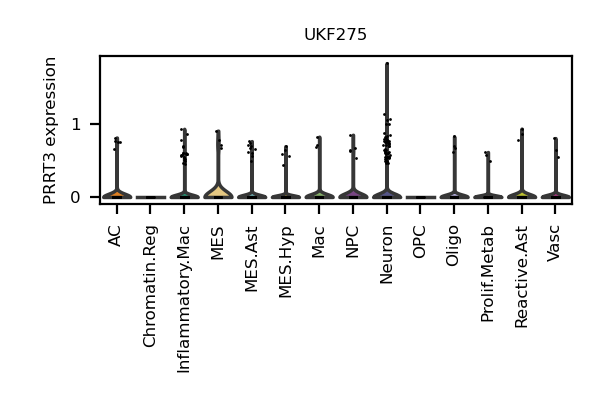 UKF275
PRRT3 expression
1
0
AC
Chromatin.Reg
Inflammatory.Mac
MES
MES.Ast
MES.Hyp
Mac
NPC
Neuron
OPC
Oligo
Prolif.Metab
Reactive.Ast
Vasc